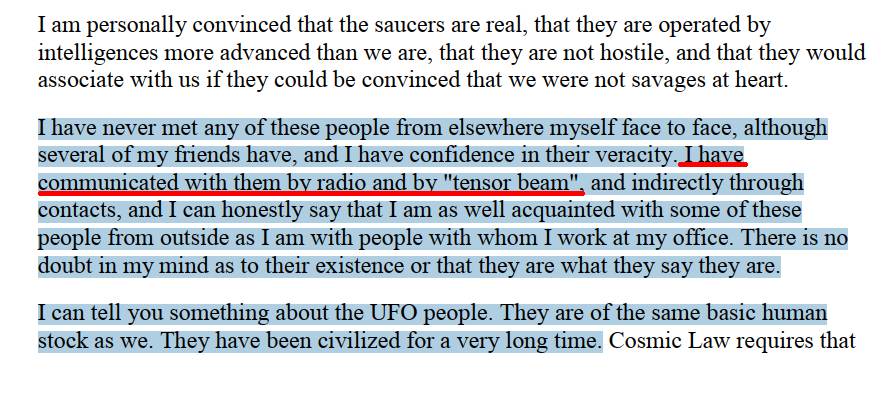 I am personally convinced that the saucers are real, that they are operated by
intelligences more advanced than we are, that they are not hostile, and that they would
associate with us if they could be convinced that we were not savages at heart.
I have never met any of these people from elsewhere myself face to face, although
several of my friends have, and I have confidence in their veracity. I have
communicated with them by radio and by "tensor beam", and indirectly through
contacts, and I can honestly say that I am as well acquainted with some of these
people from outside as I am with people with whom I work at my office. There is no
doubt in my mind as to their existence or that they are what they say they are.
I can tell you something about the UFO people. They are of the same basic human
stock as we. They have been civilized for a very long time. Cosmic Law requires that